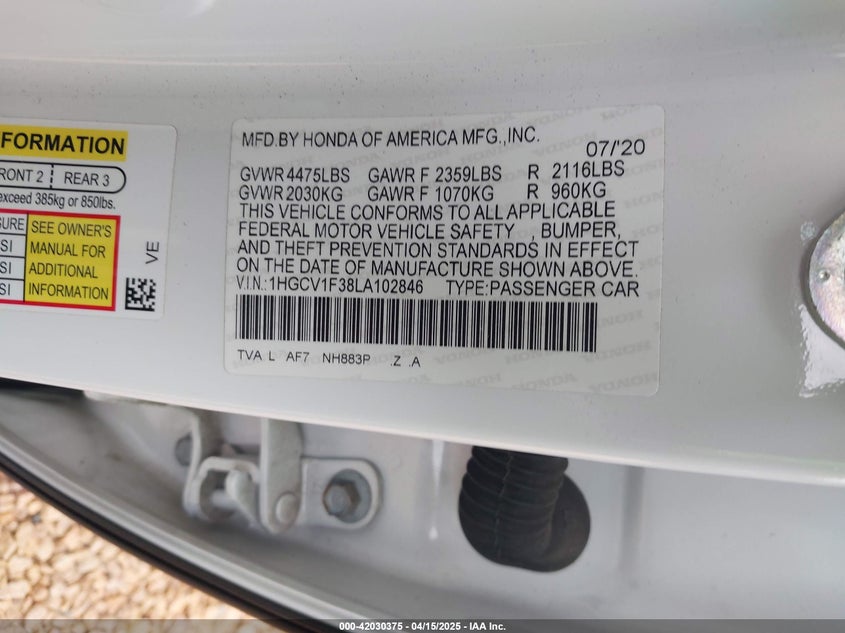 FORMATION
FRONT 2 REAR 3
exceed 385kg or 850lbs.
SURE
SI
SI
SI
SEE OWNER'S
MANUAL FOR
ADDITIONAL
INFORMATION
VE
MFD.BY HONDA OF AMERICA MFG.,INC.
07/'20
GVWR 4475LBS GAWR F 2359LBS R 2116LBS
GVWR 2030KG GAWR F 1070KG R 960KG
THIS VEHICLE CONFORMS TO ALL APPLICABLE
FEDERAL MOTOR VEHICLE SAFETY , BUMPER,
AND THEFT PREVENTION STANDARDS IN EFFECT
ON THE DATE OF MANUFACTURE SHOWN ABOVE.
V.I.N.:1HGCV1F38LA102846 TYPE:PASSENGER CAR
TVA L AF7 NH883P .Z .A
000-42030375 - 04/15/2025 - IAA Inc.